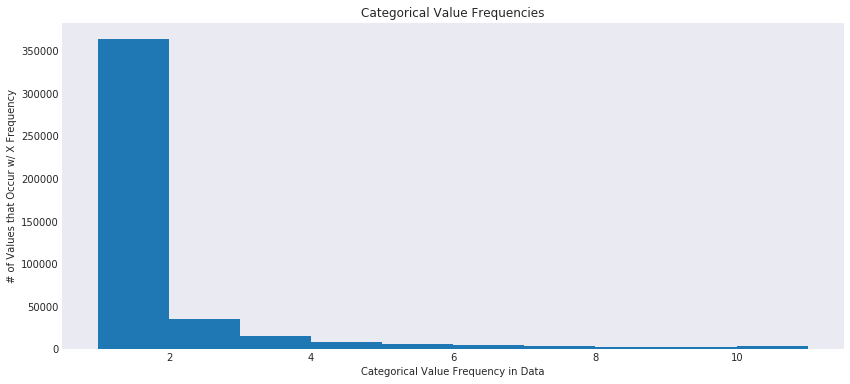 Categorical Value Frequencies
# of Values that Occur w/ X Frequency
350000
300000
250000
200000
150000
100000
50000
0
2 4 6 8 10
Categorical Value Frequency in Data